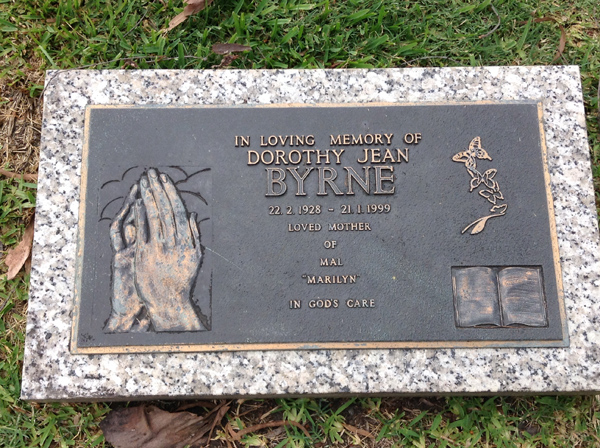 IN LOVING MEMORY OF
DOROTHY JEAN
BYRNE
22. 2. 1928 - 21. 1. 1999
LOVED MOTHER
OF
MAL
"MARILYN"
IN GOD'S CARE